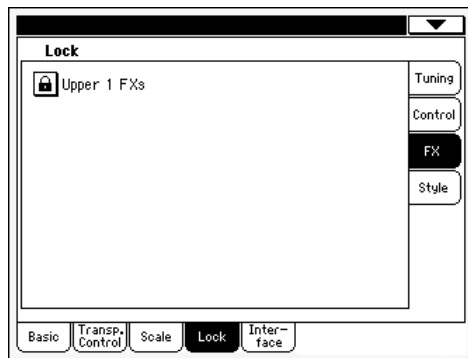 Lock
Upper 1 FXs
Tuning
Control
FX
Style
Basic
Transp.
Control
Scale
Lock
Inter-
face